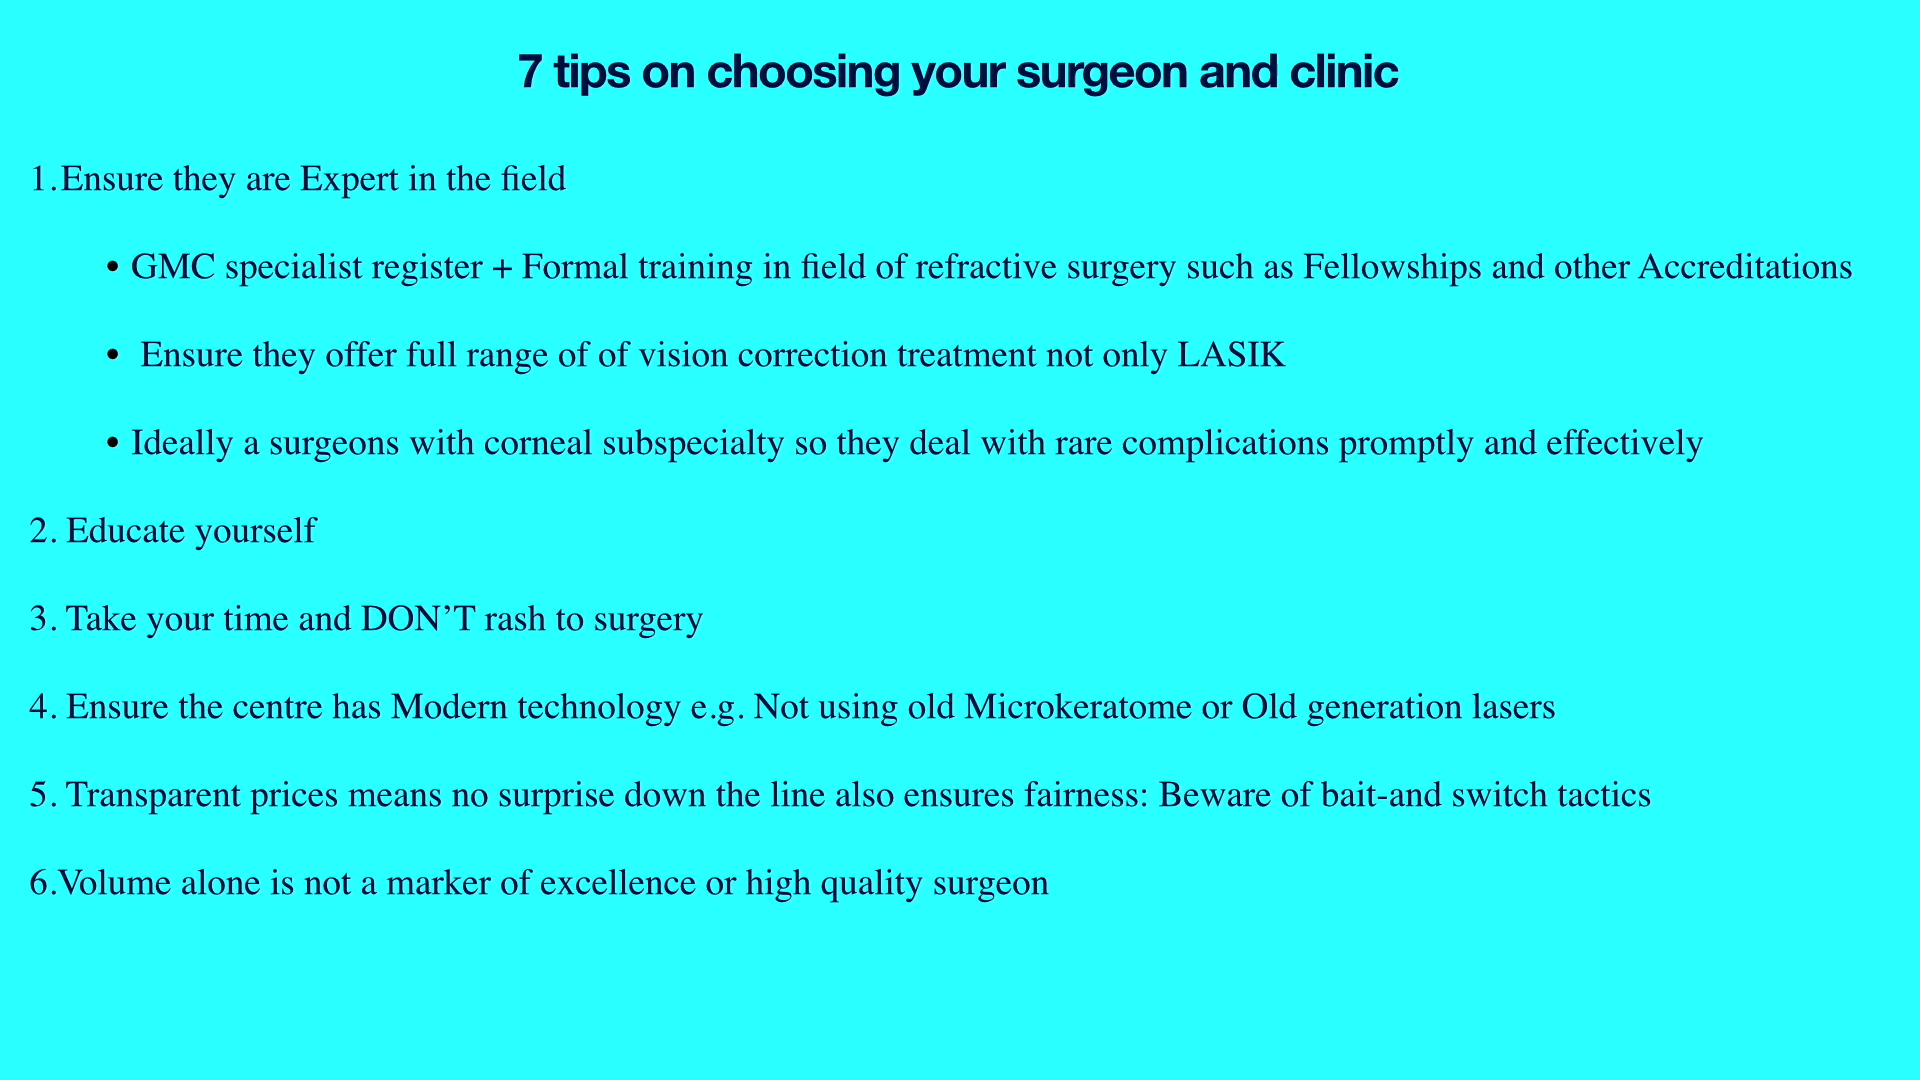 7 tips on choosing your surgeon and clinic
1.Ensure they are Expert in the field
• GMC specialist register + Formal training in field of refractive surgery such as Fellowships and other Accreditations
• Ensure they offer full range of of vision correction treatment not only LASIK
• Ideally a surgeons with corneal subspecialty so they deal with rare complications promptly and effectively
2. Educate yourself
3. Take your time and DON’T rash to surgery
4. Ensure the centre has Modern technology e.g. Not using old Microkeratome or Old generation lasers
5. Transparent prices means no surprise down the line also ensures fairness: Beware of bait-and switch tactics
6.Volume alone is not a marker of excellence or high quality surgeon